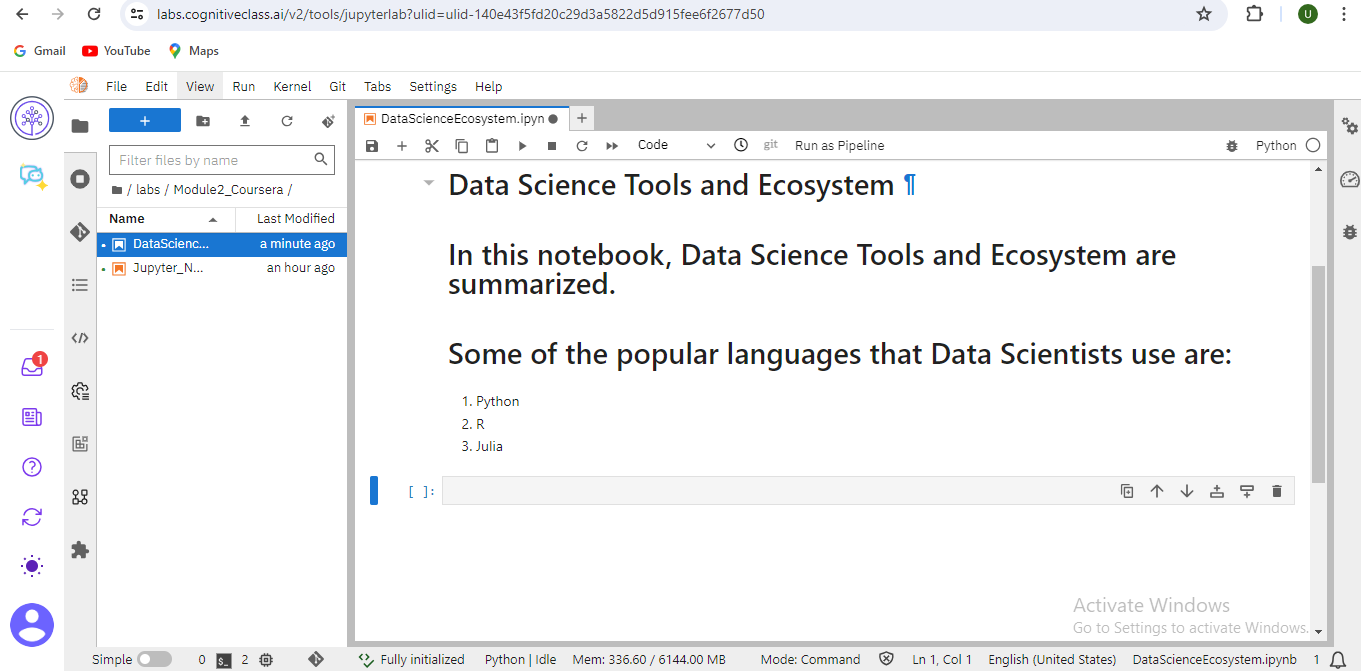 labs.cognitiveclass.ai/v2/tools/jupyterlab?ulid=ulid-140e43f5fd20c29d3a5822d5d915fee6f2677d50
U
Gmail YouTube Maps
File Edit View Run Kernel Git Tabs Settings Help
DataScienceEcosystem.ipyn
Filter files by name
Code git Run as Pipeline Python
/ labs / Module2_Coursera /
Name Last Modified
DataScienc... a minute ago
Jupyter_N... an hour ago
Data Science Tools and Ecosystem ¶
In this notebook, Data Science Tools and Ecosystem are
summarized.
Some of the popular languages that Data Scientists use are:
1. Python
2. R
3. Julia
[ ]:
1
Activate Windows
Go to Settings to activate Windows.
Simple 0 $_ 2 Fully initialized Python | Idle Mem: 336.60 / 6144.00 MB Mode: Command Ln 1, Col 1 English (United States) DataScienceEcosystem.ipynb 1